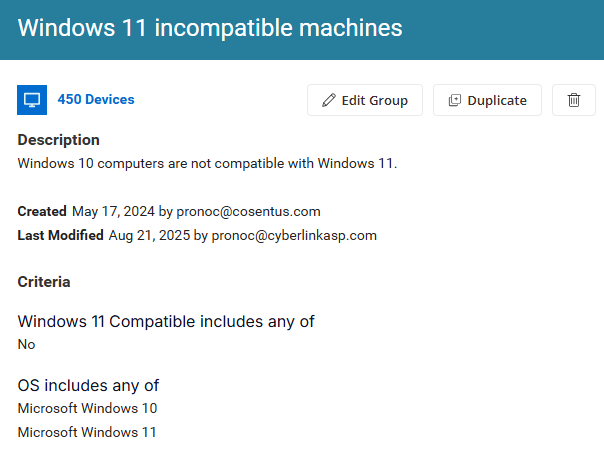 Windows 11 incompatible machines
450 Devices
Edit Group
Duplicate
Description
Windows 10 computers are not compatible with Windows 11.
Created May 17, 2024 by pronoc@cosentus.com
Last Modified Aug 21, 2025 by pronoc@cyberlinkasp.com
Criteria
Windows 11 Compatible includes any of
No
OS includes any of
Microsoft Windows 10
Microsoft Windows 11